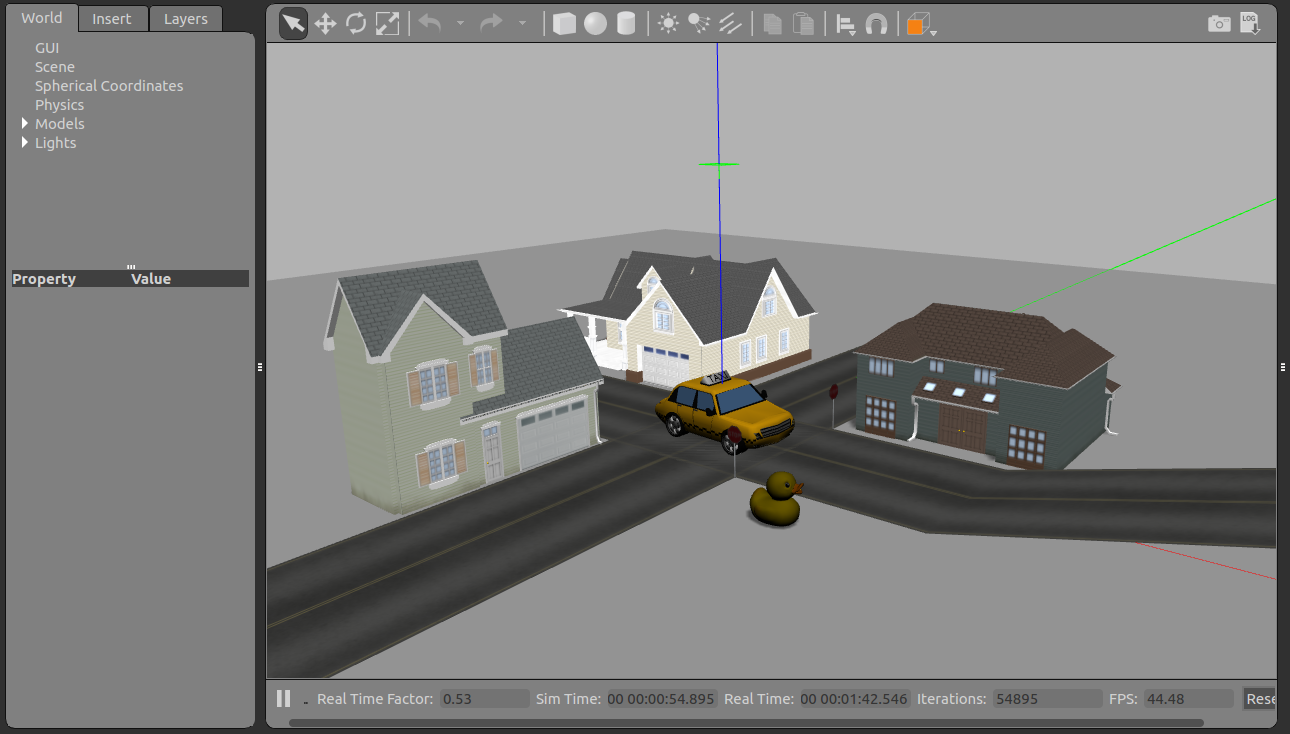 World Insert Layers
GUI
Scene
Spherical Coordinates
Physics
Models
Lights
Property Value
LOG
TAXI
Real Time Factor: 0.53 Sim Time: 00 00:00:54.895 Real Time: 00 00:01:42.546 Iterations: 54895 FPS: 44.48 Rese